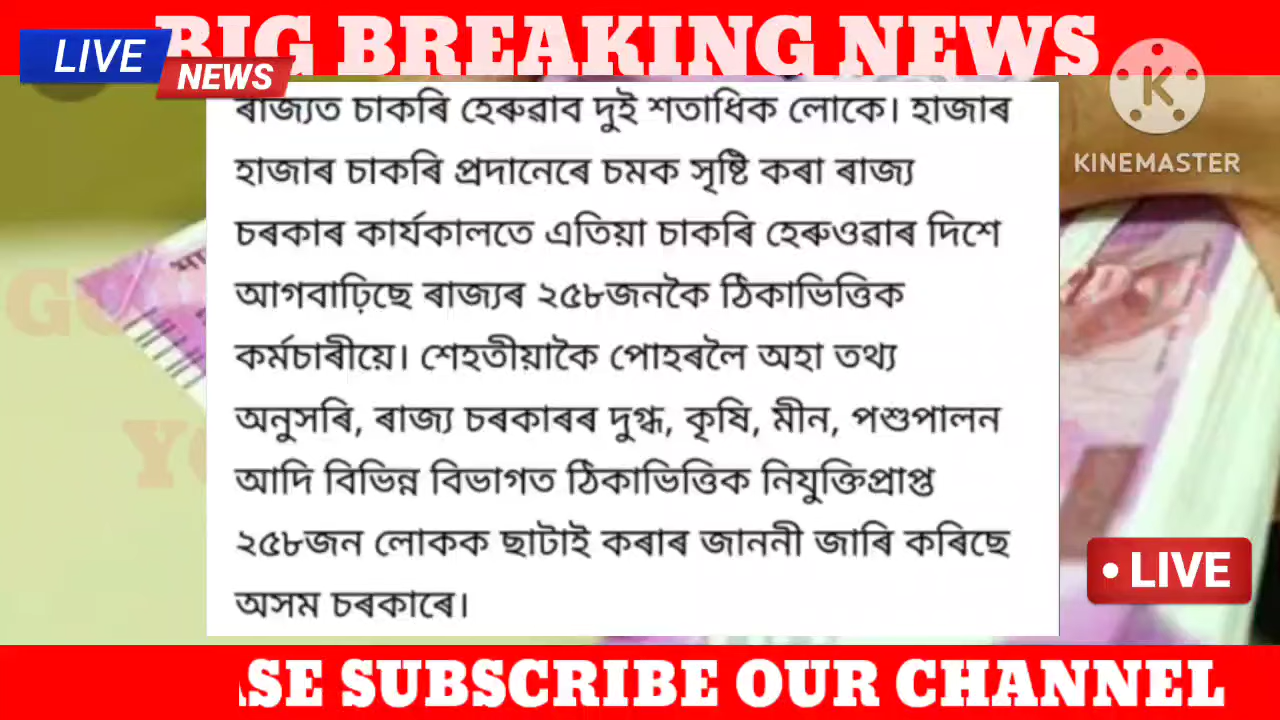 BIG BREAKING NEWS
LIVE
NEWS
KINEMASTER
ৰাজ্যত চাকৰি হেৰুৱাব দুই শতাধিক লোকে। হাজাৰ
হাজাৰ চাকৰি প্ৰদানেৰে চমক সৃষ্টি কৰা ৰাজ্য
চৰকাৰ কাৰ্যকালতে এতিয়া চাকৰি হেৰুওৱাৰ দিশে
আগবাঢ়িছে ৰাজ্যৰ ২৫৮জনকৈ ঠিকাভিত্তিক
কৰ্মচাৰীয়ে। শেহতীয়াকৈ পোহৰলৈ অহা তথ্য
অনুসৰি, ৰাজ্য চৰকাৰৰ দুগ্ধ, কৃষি, মীন, পশুপালন
আদি বিভিন্ন বিভাগত ঠিকাভিত্তিক নিযুক্তিপ্ৰাপ্ত
২৫৮জন লোকক ছাটাই কৰাৰ জাননী জাৰি কৰিছে
অসম চৰকাৰে।
• LIVE
ASE SUBSCRIBE OUR CHANNEL